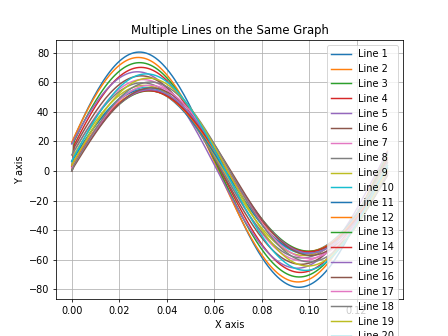 Multiple Lines on the Same Graph
Y axis
80
60
40
20
0
−20
−40
−60
−80
0.00
0.02
0.04
0.06
0.08
0.10
X axis
Line 1
Line 2
Line 3
Line 4
Line 5
Line 6
Line 7
Line 8
Line 9
Line 10
Line 11
Line 12
Line 13
Line 14
Line 15
Line 16
Line 17
Line 18
Line 19
Line 20